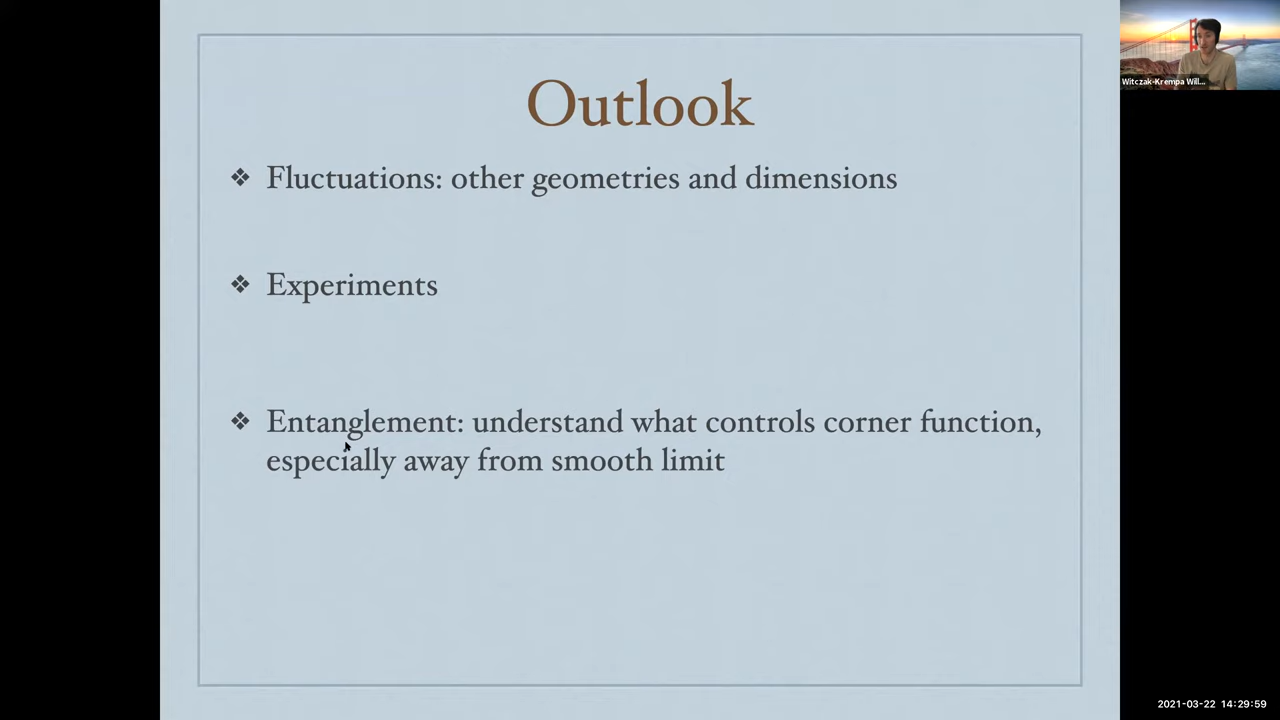 Outlook
❖ Fluctuations: other geometries and dimensions
❖ Experiments
❖ Entanglement: understand what controls corner function,
especially away from smooth limit
Witczak-Krempa Will...
2021-03-22 14:29:59